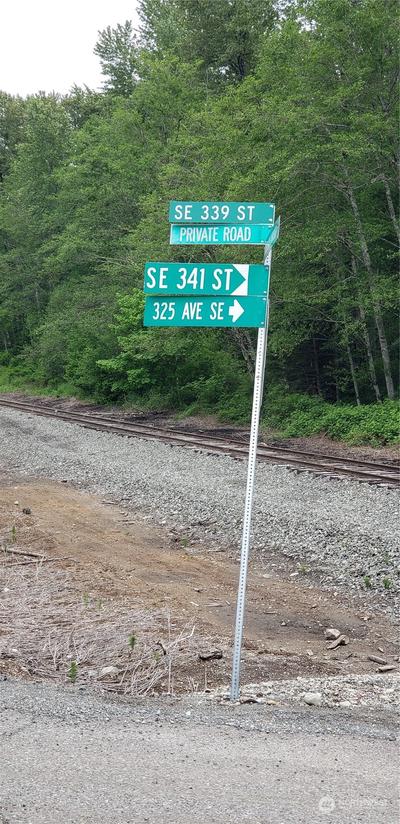 SE 339 ST
PRIVATE ROAD
SE 341 ST
325 AVE SE